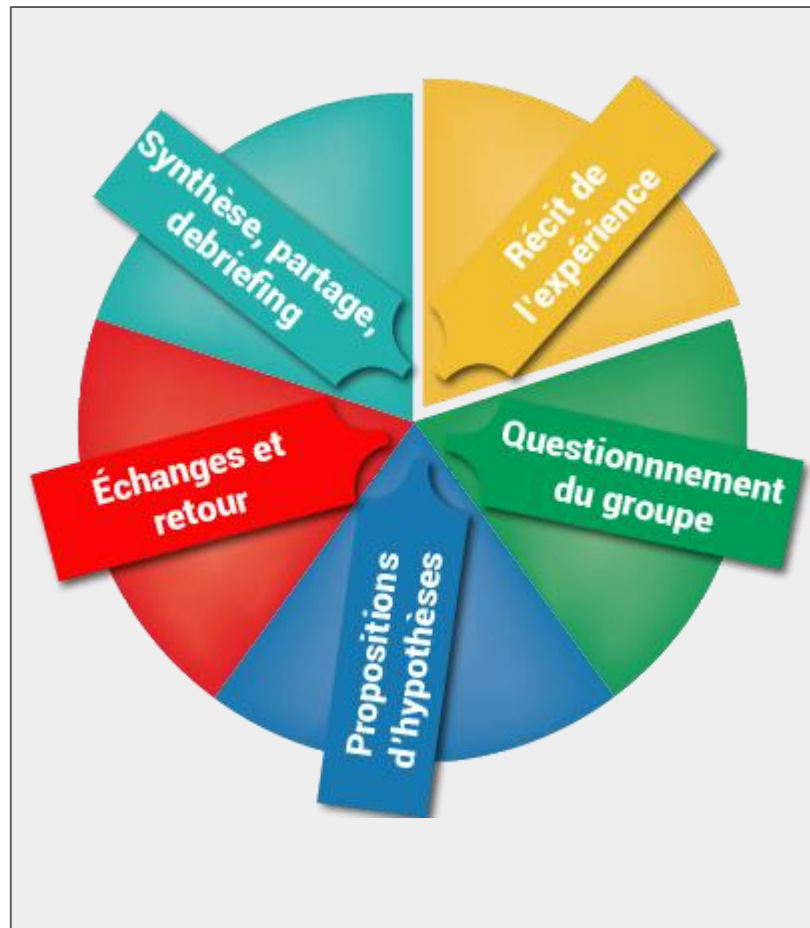 Récit de
l'expérience
Questionnnement
du groupe
Propositions
d'hypothèses
Échanges et
retour
Synthèse, partage,
debriefing